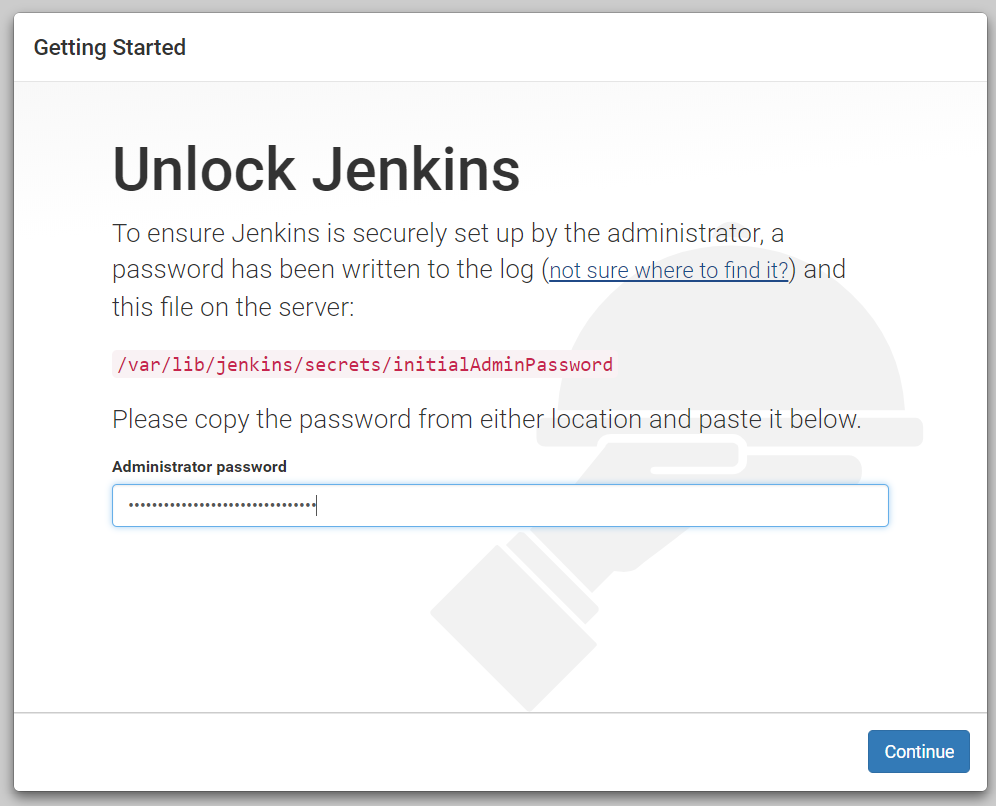 Getting Started
Unlock Jenkins
To ensure Jenkins is securely set up by the administrator, a
password has been written to the log (not sure where to find it?) and
this file on the server:
/var/lib/jenkins/secrets/initialAdminPassword
Please copy the password from either location and paste it below.
Administrator password
••••••••••••••••••••••••••••••••
Continue